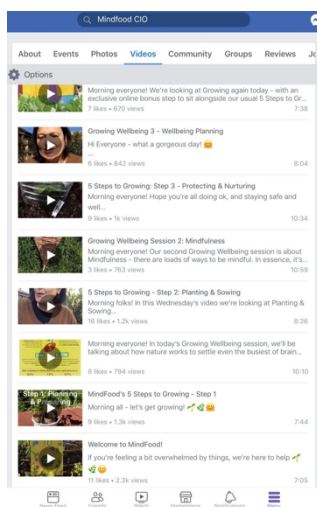 Mindfood CIO
About Events Photos Videos Community Groups Reviews Jo
Options
Morning everyone! We're looking at Growing again today - with an
exclusive online bonus step to sit alongside our usual 5 Steps to Gr...
7 likes • 670 views 7:38
Growing Wellbeing 3 - Wellbeing Planning
Hi Everyone - what a gorgeous day! 😊
...
6 likes • 842 views 8:04
5 Steps to Growing: Step 3 - Protecting & Nurturing
Morning everyone! Hope you're all doing ok, and staying safe and
well...
9 likes • 1k views 10:34
Growing Wellbeing Session 2: Mindfulness
Morning everyone! Our second Growing Wellbeing session is about
Mindfulness - there are loads of ways to be mindful. In essence, it's...
3 likes • 763 views 10:59
5 Steps to Growing - Step 2: Planting & Sowing
Morning folks! In this Wednesday's video we're looking at Planting &
Sowing...
16 likes • 1.2k views 8:26
Morning everyone! In today's Growing Wellbeing session, we'll be
talking about how nature works to settle even the busiest of brain...
8 likes • 794 views 10:10
Step 1: Planning
& Preparing
MindFood's 5 Steps to Growing - Step 1
Morning all - let's get growing! 🌱🌿😊
9 likes • 1.3k views 7:44
Welcome to MindFood!
If you're feeling a bit overwhelmed by things, we're here to help 🌱
🌿😊
11 likes • 2.3k views 7:05
News Feed Friends Watch Marketplace Notifications Menu